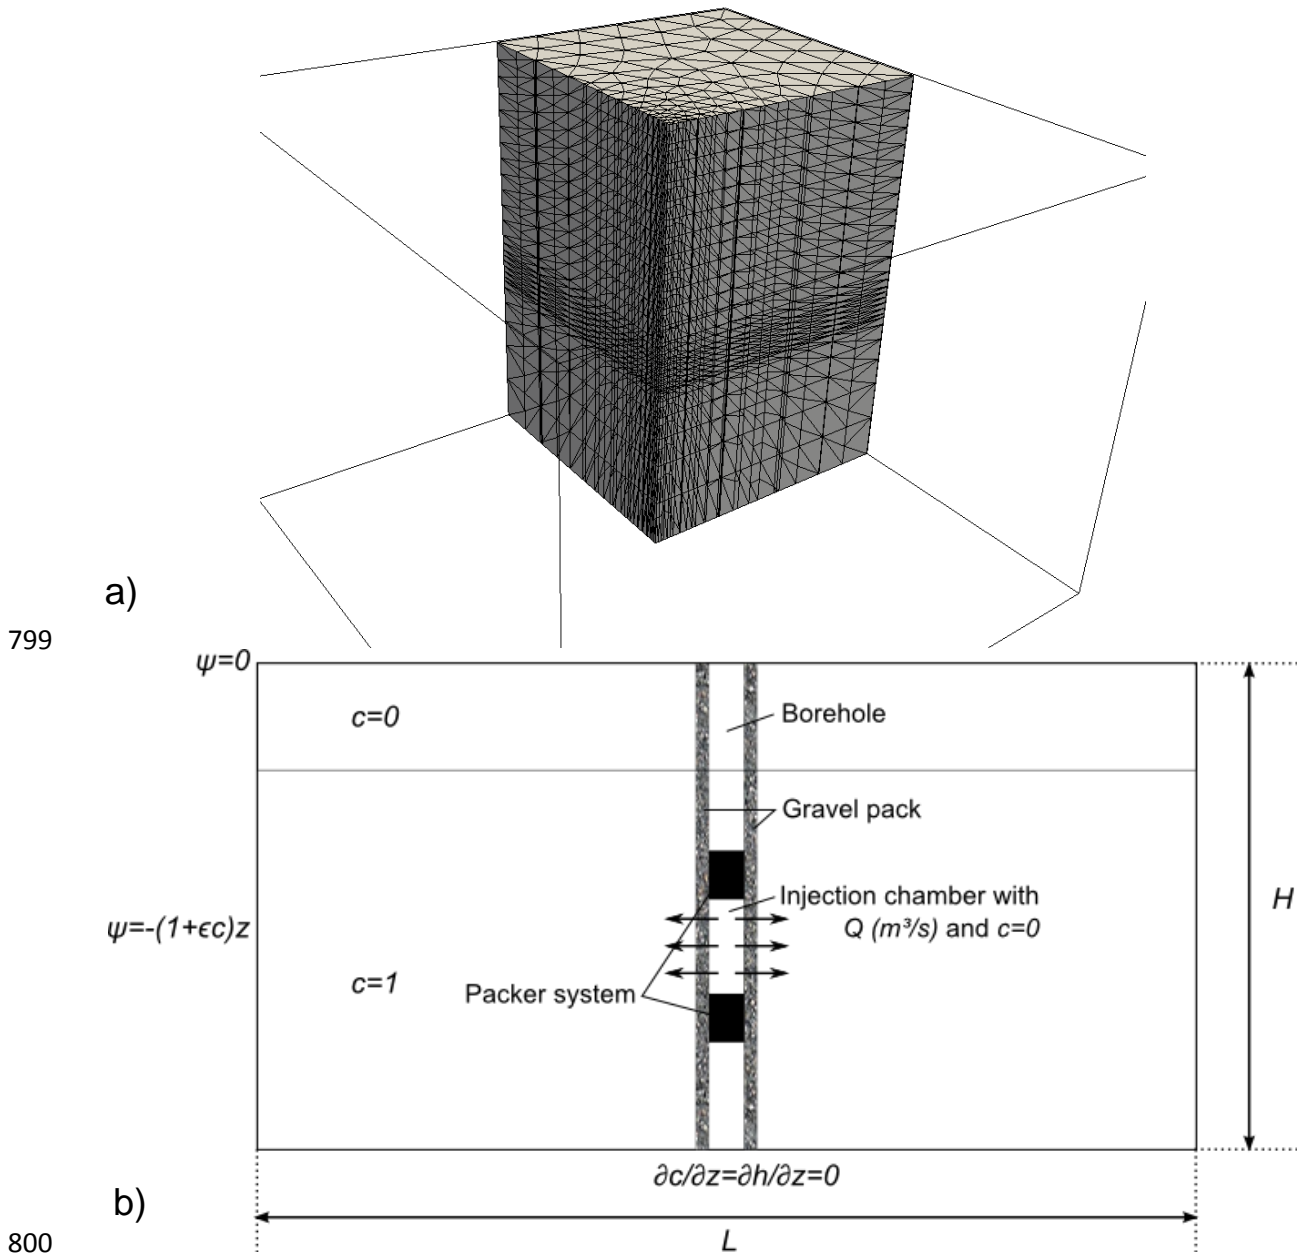 a)
799
ψ=0
c=0
Borehole
Gravel pack
Injection chamber with
Q (m³/s) and c=0
H
ψ=-(1+ϵc)z
c=1
Packer system
∂c/∂z=∂h/∂z=0
b)
L
800